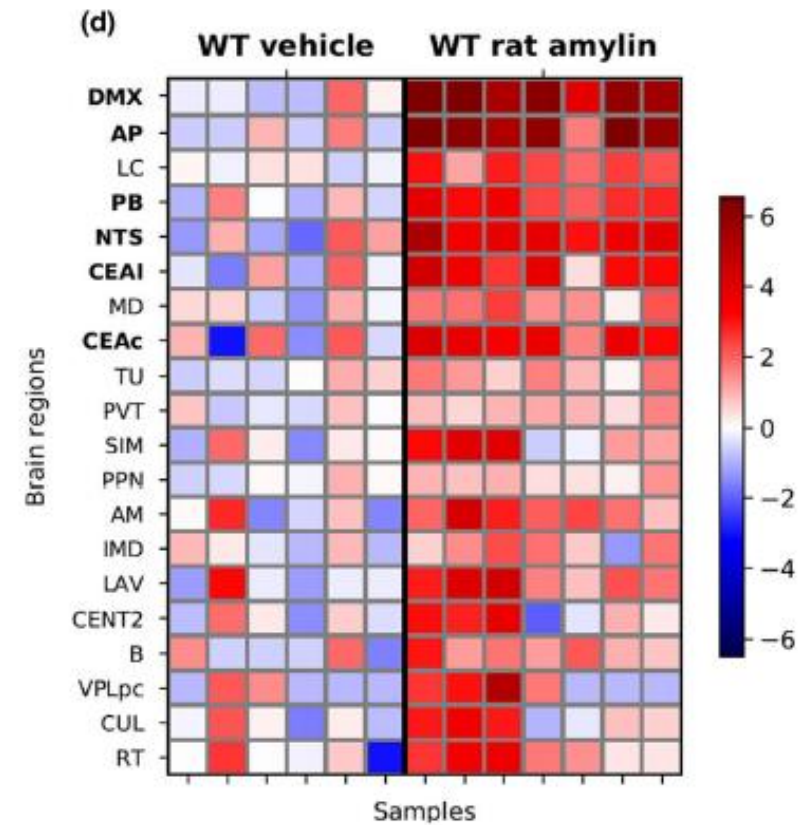 (d)
WT vehicle WT rat amylin
DMX
AP
LC
PB
NTS
CEAl
MD
CEAc
TU
PVT
SIM
PPN
AM
IMD
LAV
CENT2
B
VPLpc
CUL
RT
Brain regions
Samples
6
4
2
0
−2
−4
−6